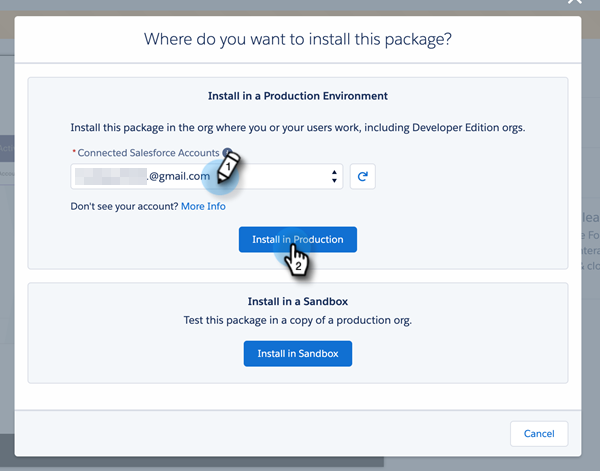 Where do you want to install this package?
Install in a Production Environment
Install this package in the org where you or your users work, including Developer Edition orgs.
* Connected Salesforce Accounts
1
.@gmail.com
Don't see your account? More Info
Install in Production
2
Install in a Sandbox
Test this package in a copy of a production org.
Install in Sandbox
Cancel